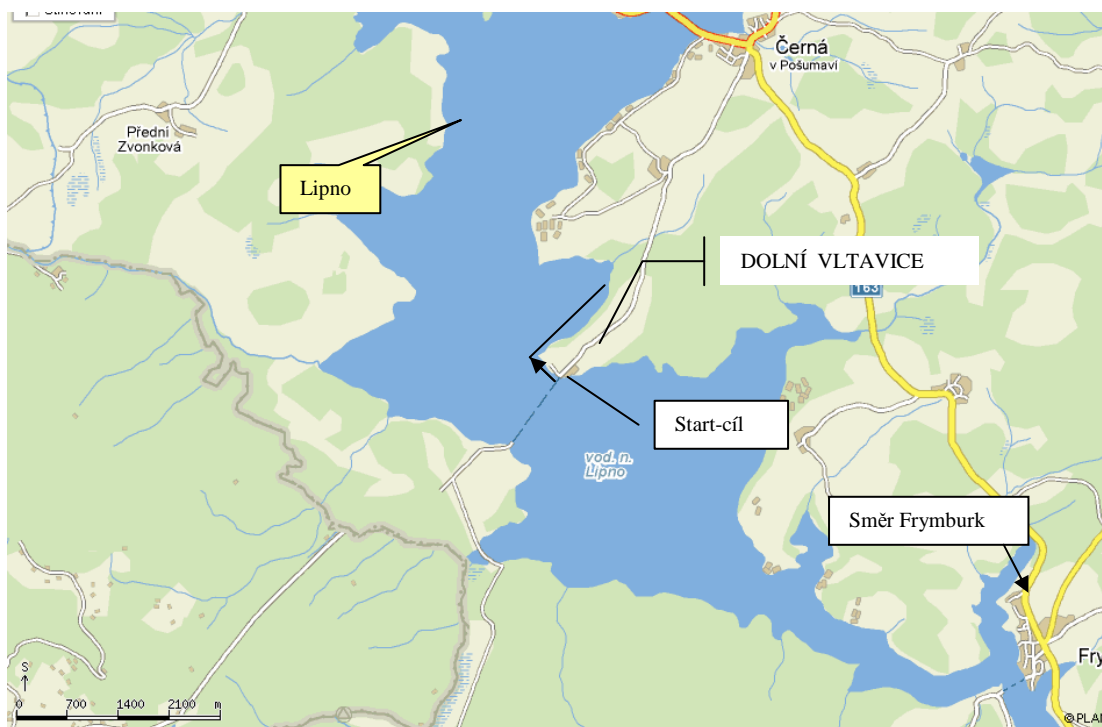 Černá
v Pošumaví
Přední
Zvonková
Lipno
DOLNÍ VLTAVICE
163
Start-cíl
vod. n.
Lipno
Směr Frymburk
Fry
S
0 700 1400 2100 m
© PLAN